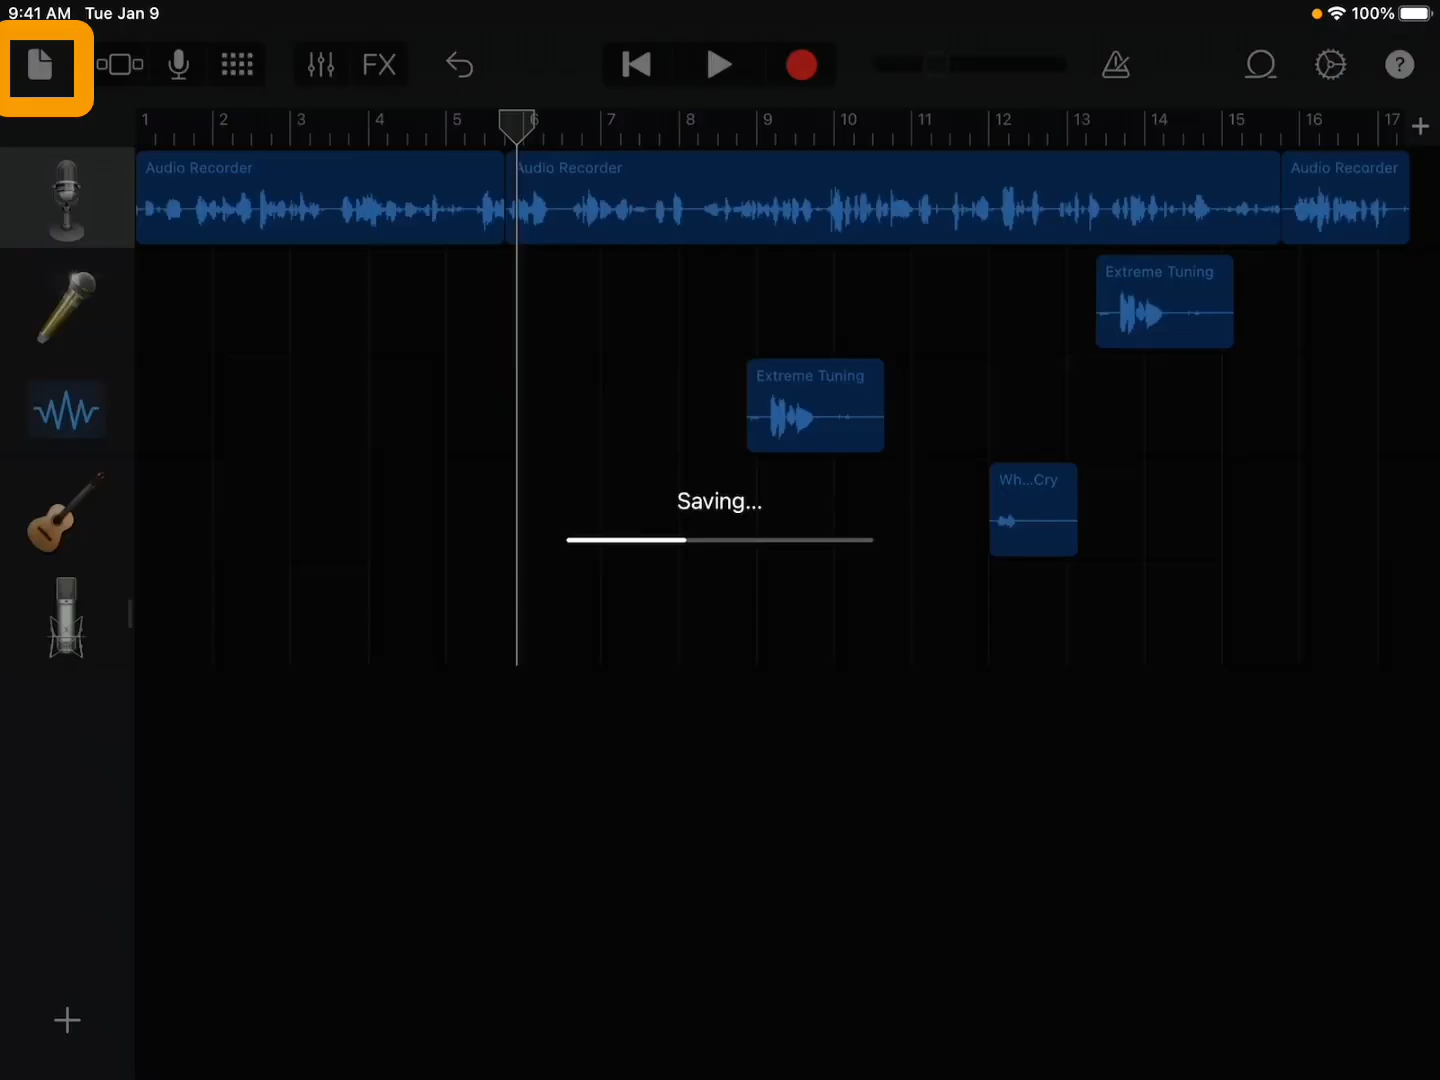 9:41 AM Tue Jan 9
100%
FX
?
1 2 3 4 5 6 7 8 9 10 11 12 13 14 15 16 17 +
Audio Recorder
Audio Recorder
Audio Recorder
Extreme Tuning
Extreme Tuning
Wh...Cry
Saving...